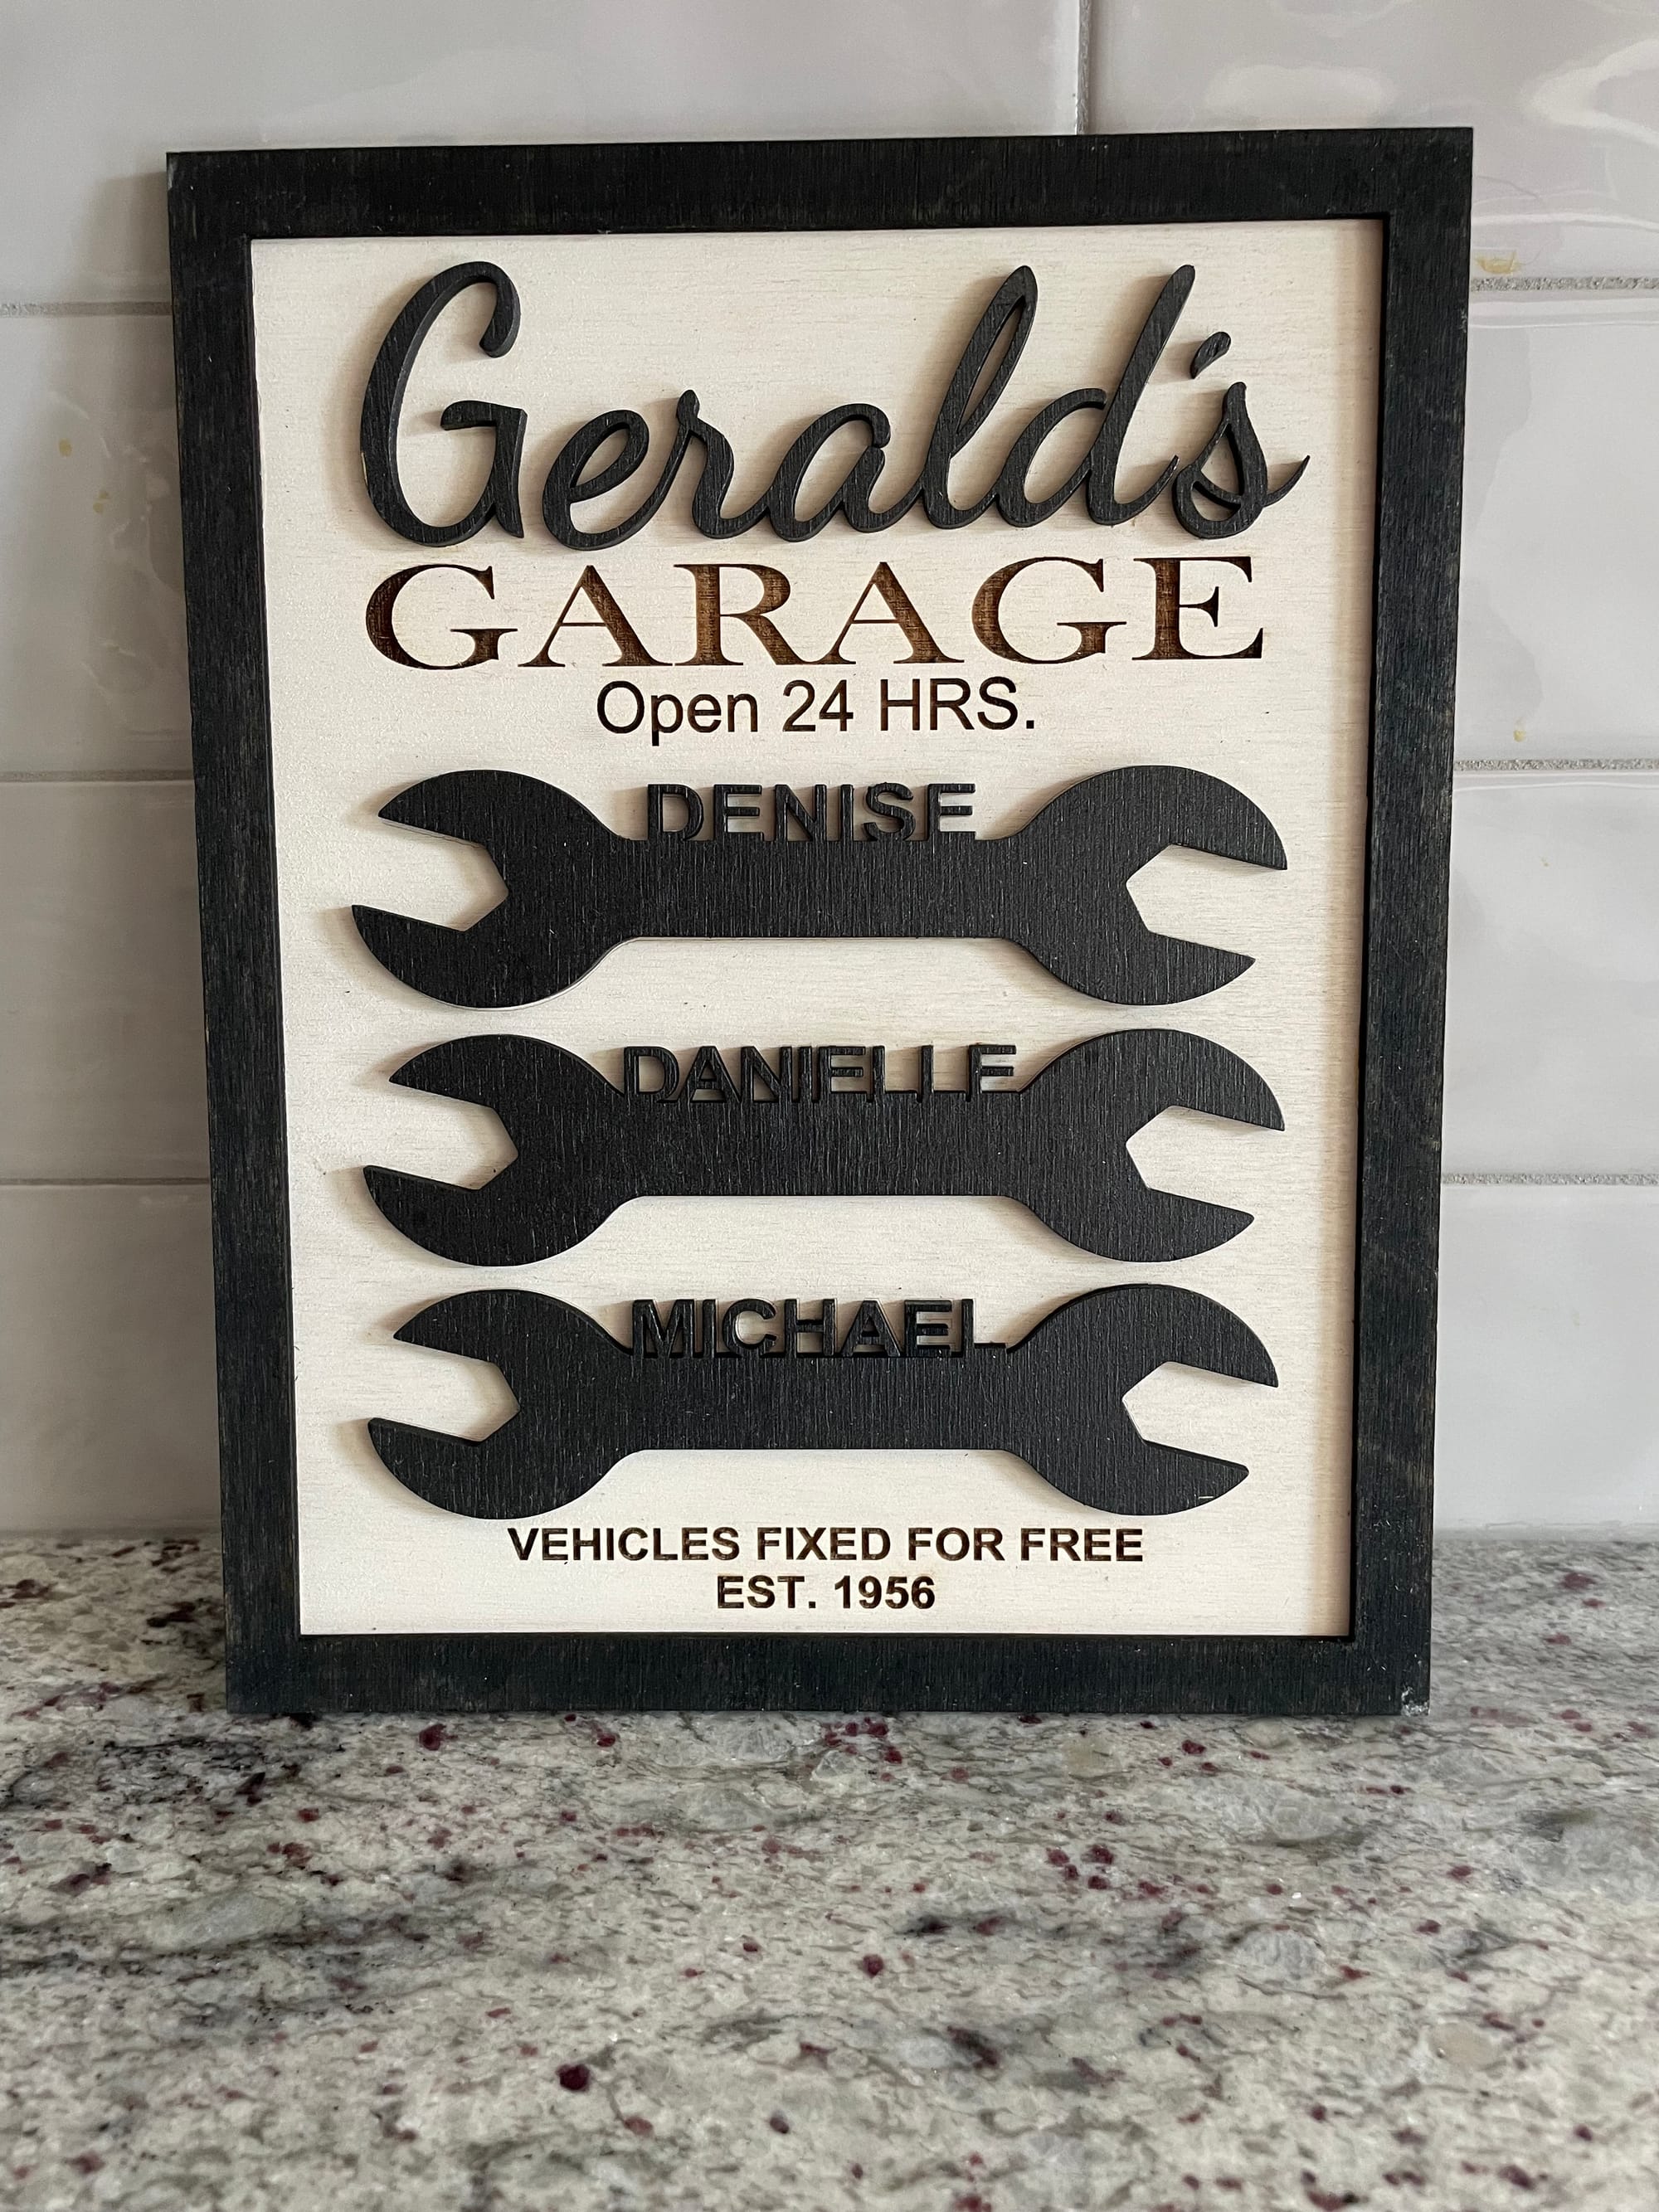 Gerald's
GARAGE
Open 24 HRS.
DENISE
DANIELLE
MICHAEL
VEHICLES FIXED FOR FREE
EST. 1956